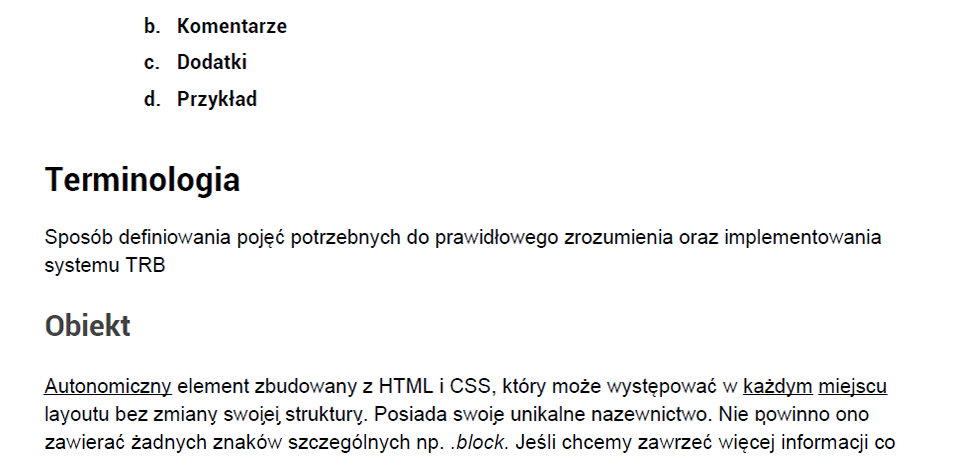 b. Komentarze
c. Dodatki
d. Przykład
Terminologia
Sposób definiowania pojęć potrzebnych do prawidłowego zrozumienia oraz implementowania
systemu TRB
Obiekt
Autonomiczny element zbudowany z HTML i CSS, który może występować w każdym miejscu
layoutu bez zmiany swojej struktury. Posiada swoje unikalne nazewnictwo. Nie powinno ono
zawierać żadnych znaków szczególnych np. .block. Jeśli chcemy zawrzeć więcej informacji co